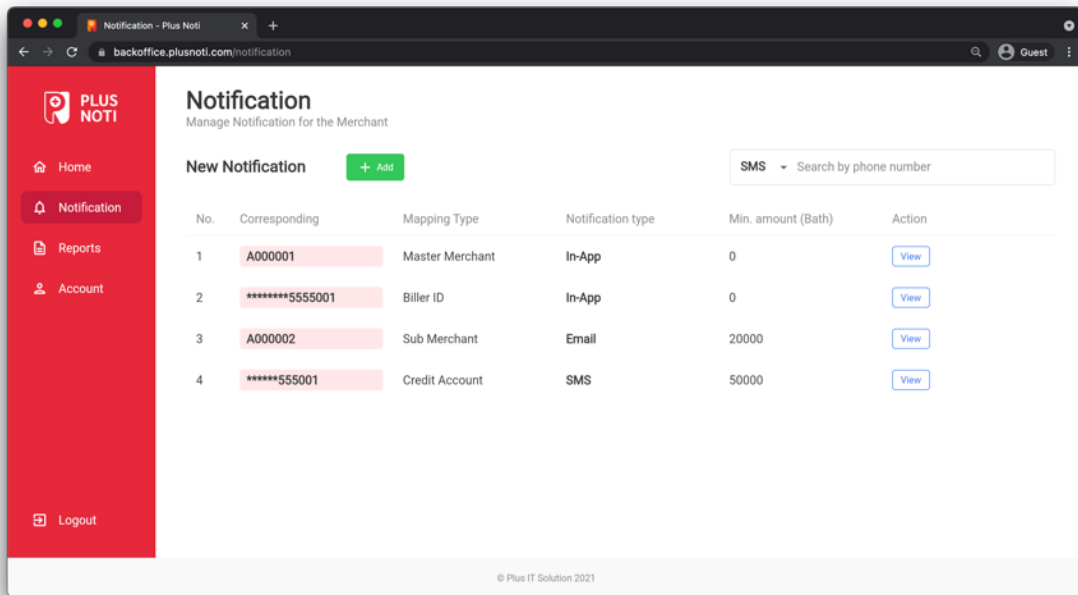 Notification - Plus Noti
backoffice.plusnoti.com/notification
Guest
PLUS
NOTI
Home
Notification
Reports
Account
Logout
Notification
Manage Notification for the Merchant
New Notification + Add SMS Search by phone number
No. Corresponding Mapping Type Notification type Min. amount (Bath) Action
1 A000001 Master Merchant In-App 0 View
2 ********5555001 Biller ID In-App 0 View
3 A000002 Sub Merchant Email 20000 View
4 ******555001 Credit Account SMS 50000 View
© Plus IT Solution 2021